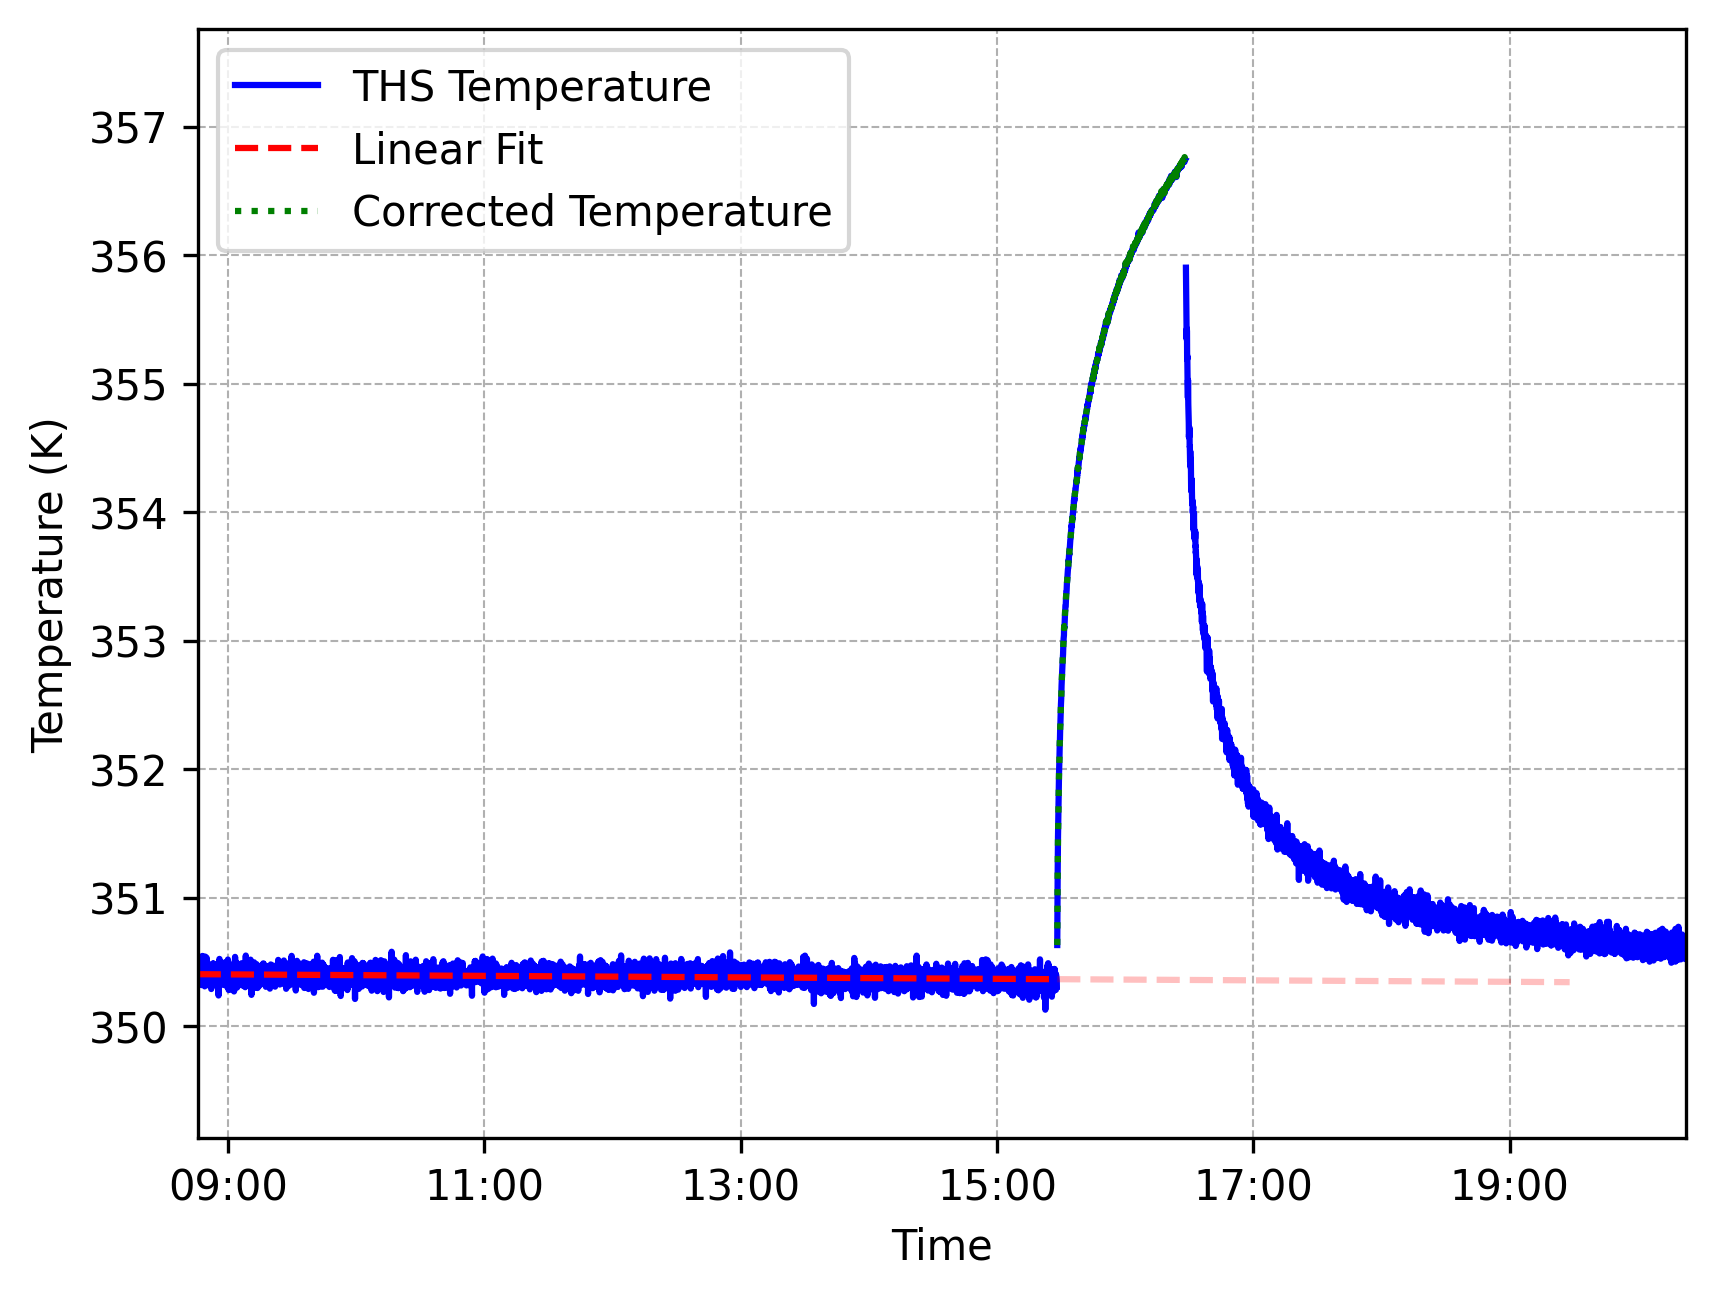 THS Temperature
Linear Fit
Corrected Temperature
357
356
355
354
353
352
351
350
Temperature (K)
09:00 11:00 13:00 15:00 17:00 19:00
Time